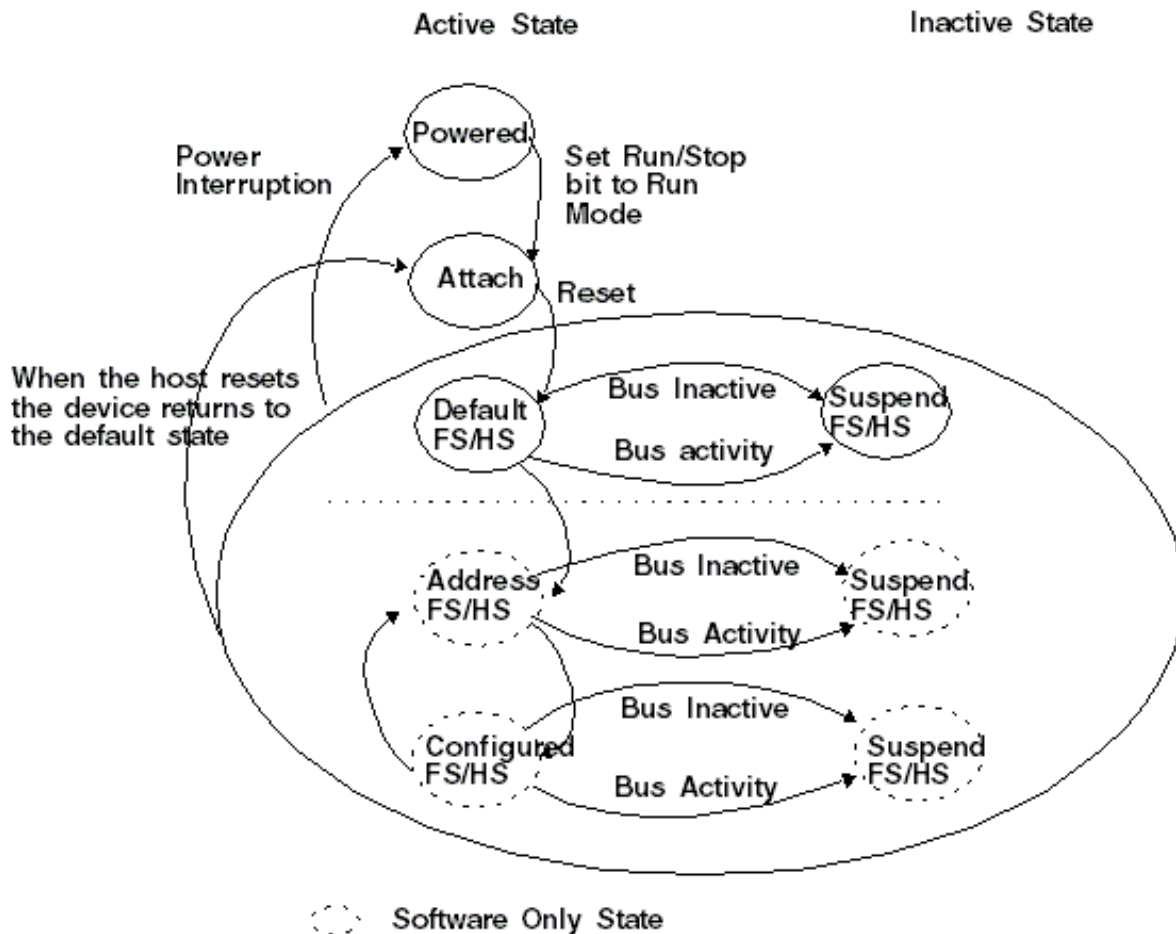 Active State
Inactive State
Powered
Power
Interruption
Set Run/Stop
bit to Run
Mode
Attach
Reset
When the host resets
the device returns to
the default state
Default
FS/HS
Bus Inactive
Suspend
FS/HS
Bus activity
Address
FS/HS
Bus Inactive
Suspend
FS/HS
Bus Activity
Configured
FS/HS
Bus Inactive
Suspend
FS/HS
Bus Activity
Software Only State